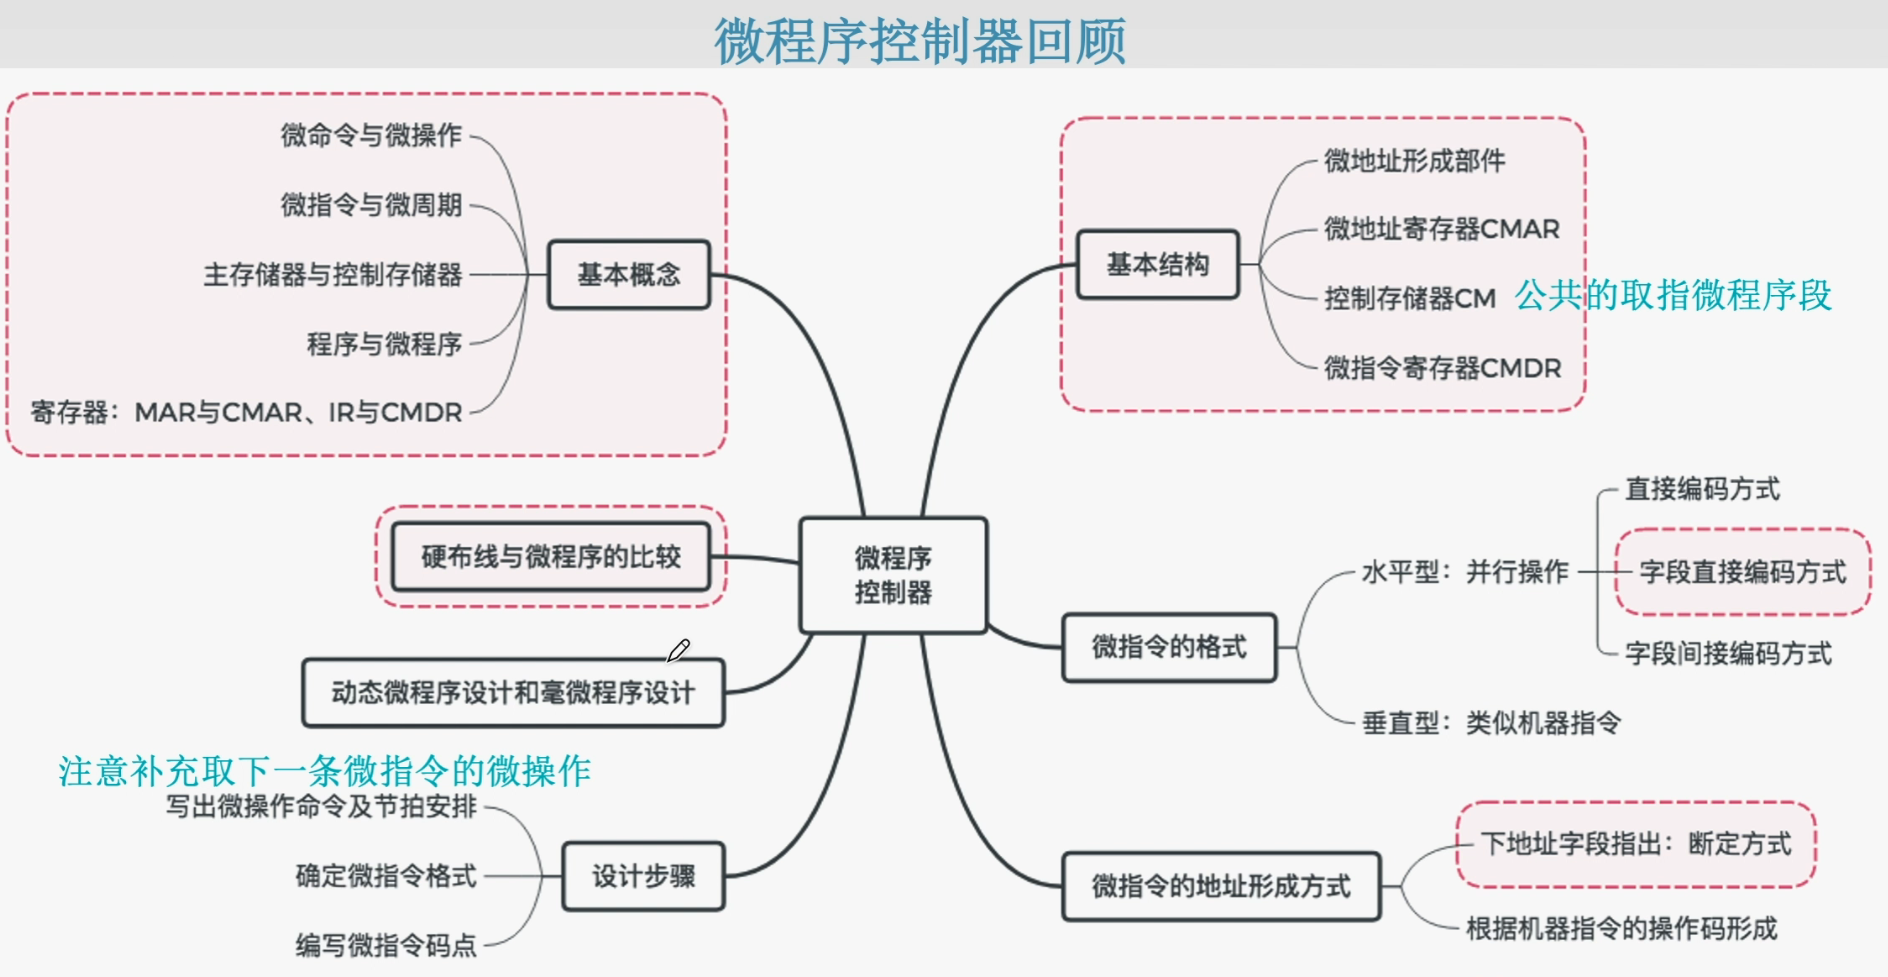 微程序控制器回顾
微命令与微操作
微指令与微周期
主存储器与控制存储器
程序与微程序
寄存器：MAR与CMAR、IR与CMDR
基本概念
微地址形成部件
微地址寄存器CMAR
控制存储器CM
公共的取指微程序段
微指令寄存器CMDR
基本结构
硬布线与微程序的比较
微程序
控制器
动态微程序设计和毫微程序设计
注意补充取下一条微指令的微操作
写出微操作命令及节拍安排
确定微指令格式
编写微指令码点
设计步骤
微指令的格式
水平型：并行操作
直接编码方式
字段直接编码方式
字段间接编码方式
垂直型：类似机器指令
微指令的地址形成方式
下地址字段指出：断定方式
根据机器指令的操作码形成